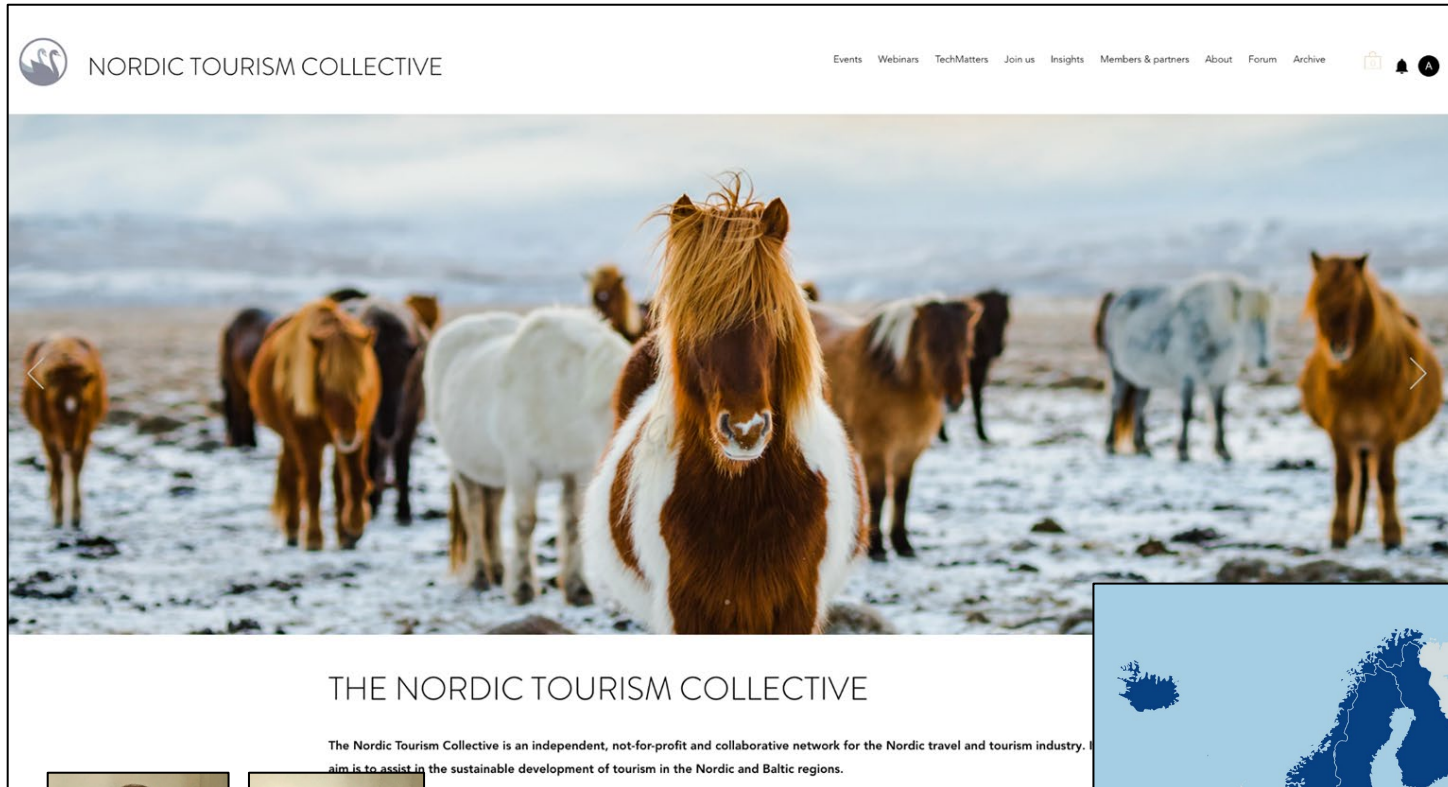 NORDIC TOURISM COLLECTIVE
Events Webinars TechMatters Join us Insights Members & partners About Forum Archive 0 A
THE NORDIC TOURISM COLLECTIVE
The Nordic Tourism Collective is an independent, not-for-profit and collaborative network for the Nordic travel and tourism industry. I
aim is to assist in the sustainable development of tourism in the Nordic and Baltic regions.